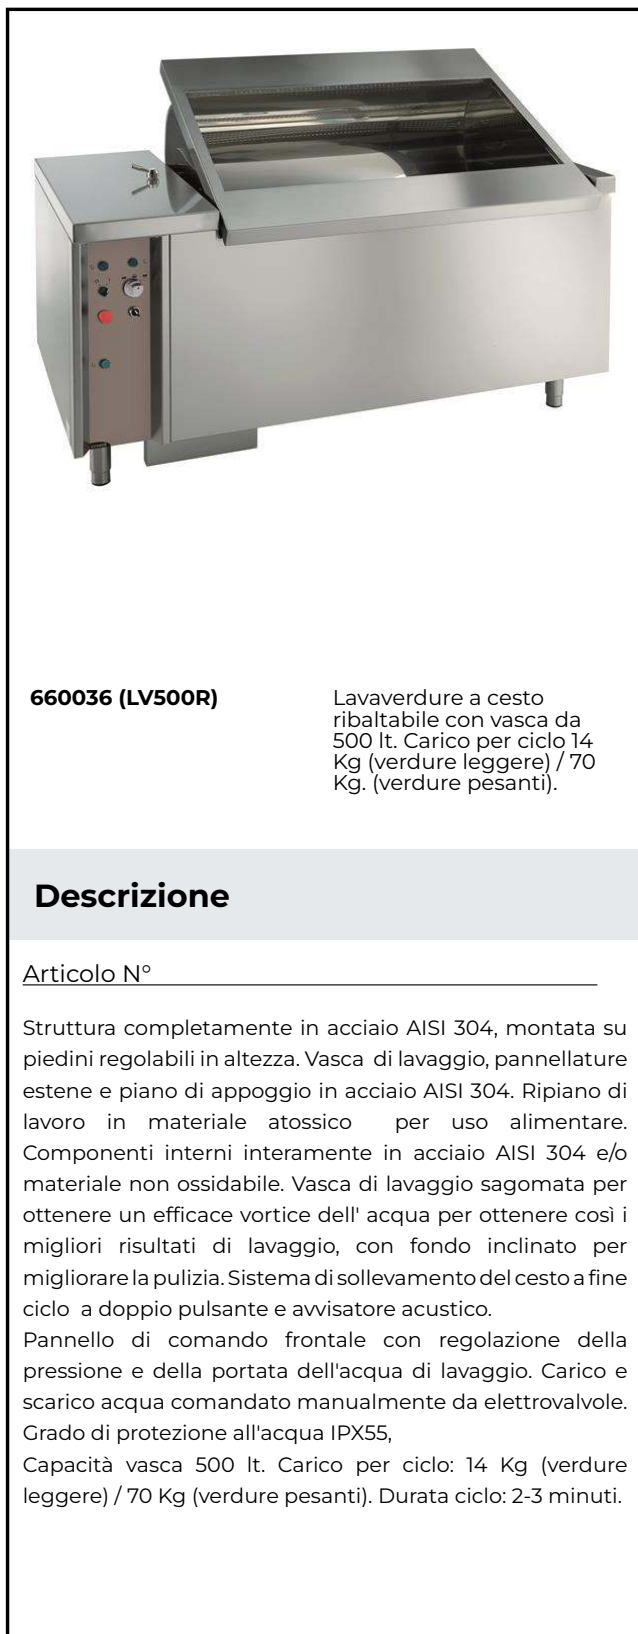 660036 (LV500R)
Lavaverdure a cesto
ribaltabile con vasca da
500 lt. Carico per ciclo 14
Kg (verdure leggere) / 70
Kg. (verdure pesanti).
Descrizione
Articolo N°
Struttura completamente in acciaio AISI 304, montata su
piedini regolabili in altezza. Vasca di lavaggio, pannellature
estene e piano di appoggio in acciaio AISI 304. Ripiano di
lavoro in materiale atossico per uso alimentare.
Componenti interni interamente in acciaio AISI 304 e/o
materiale non ossidabile. Vasca di lavaggio sagomata per
ottenere un efficace vortice dell' acqua per ottenere così i
migliori risultati di lavaggio, con fondo inclinato per
migliorare la pulizia. Sistema di sollevamento del cesto a fine
ciclo a doppio pulsante e avvisatore acustico.
Pannello di comando frontale con regolazione della
pressione e della portata dell'acqua di lavaggio. Carico e
scarico acqua comandato manualmente da elettrovalvole.
Grado di protezione all'acqua IPX55,
Capacità vasca 500 lt. Carico per ciclo: 14 Kg (verdure
leggere) / 70 Kg (verdure pesanti). Durata ciclo: 2-3 minuti.